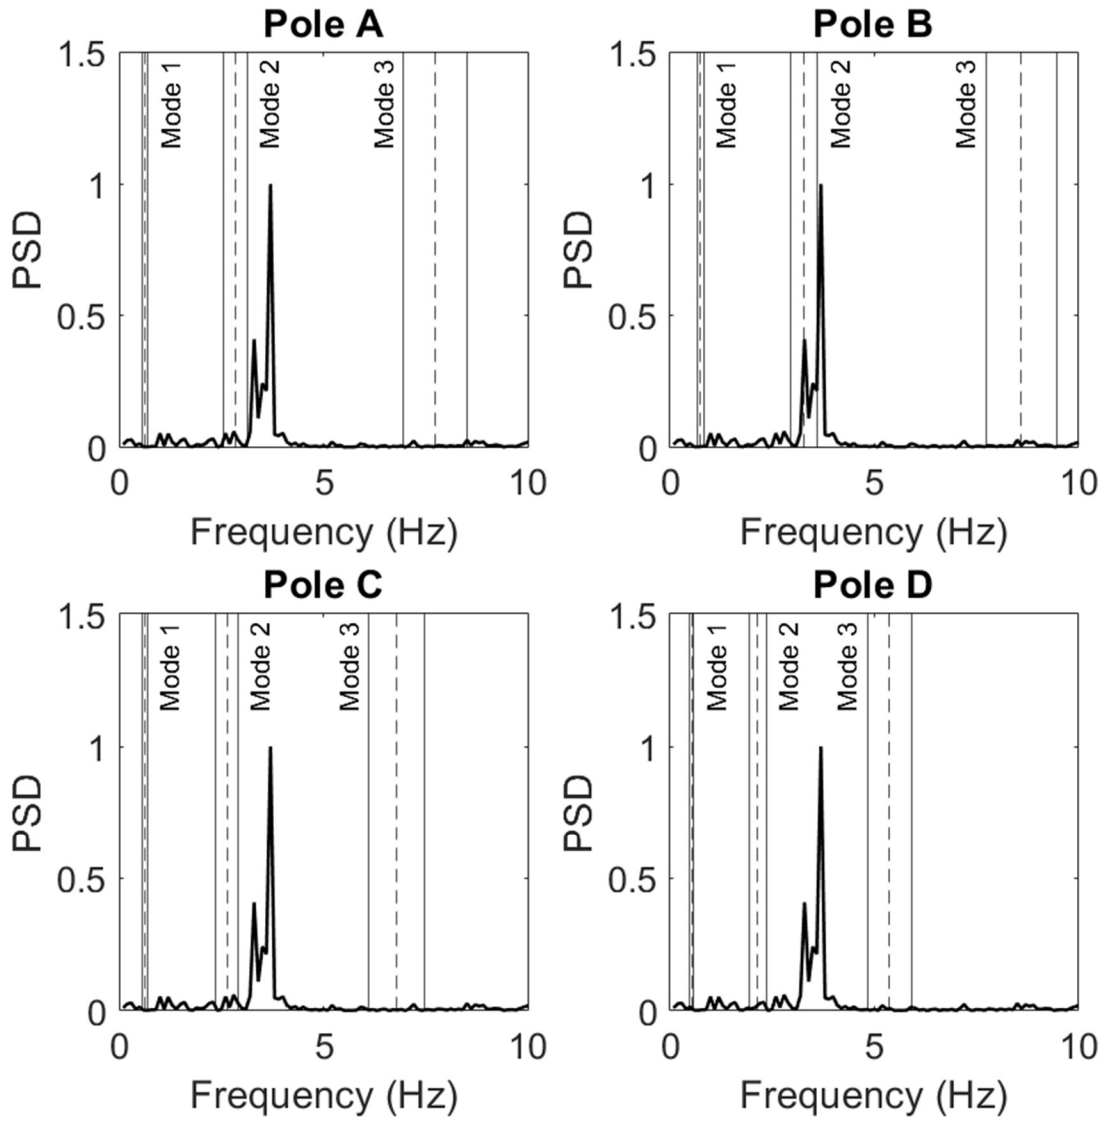 Pole A
1.5
1
0.5
0
PSD
Mode 1
Mode 2
Mode 3
0 5 10
Frequency (Hz)
Pole B
1.5
1
0.5
0
PSD
Mode 1
Mode 2
Mode 3
0 5 10
Frequency (Hz)
Pole C
1.5
1
0.5
0
PSD
Mode 1
Mode 2
Mode 3
0 5 10
Frequency (Hz)
Pole D
1.5
1
0.5
0
PSD
Mode 1
Mode 2
Mode 3
0 5 10
Frequency (Hz)